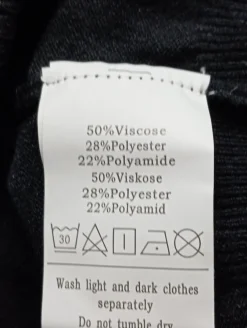 50%Viscose
28%Polyester
22%Polyamide
50%Viskose
28%Polyester
22%Polyamid
30
Wash light and dark clothes
separately
Do not tumble dry